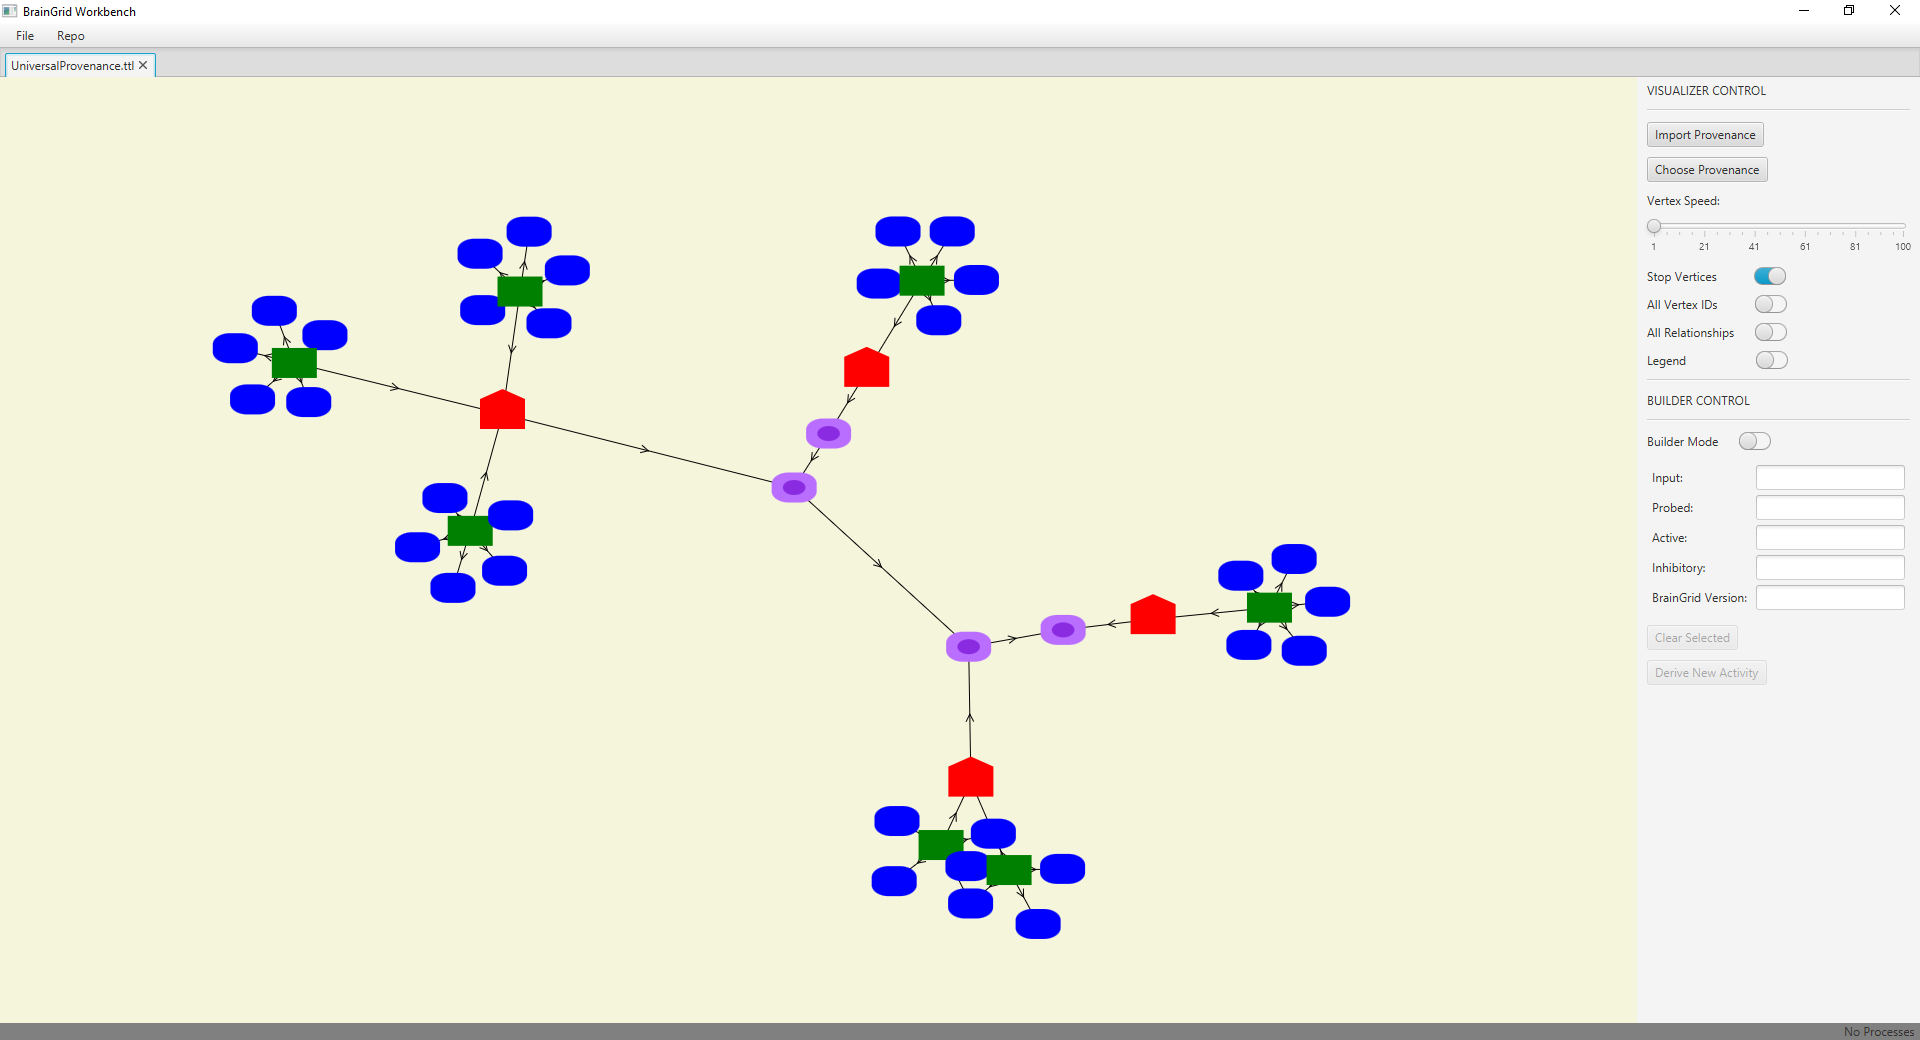 BrainGrid Workbench
File Repo
UniversalProvenance.ttl
VISUALIZER CONTROL
Import Provenance
Choose Provenance
Vertex Speed:
1 21 41 61 81 100
Stop Vertices
All Vertex IDs
All Relationships
Legend
BUILDER CONTROL
Builder Mode
Input:
Probed:
Active:
Inhibitory:
BrainGrid Version:
Clear Selected
Derive New Activity
No Processes